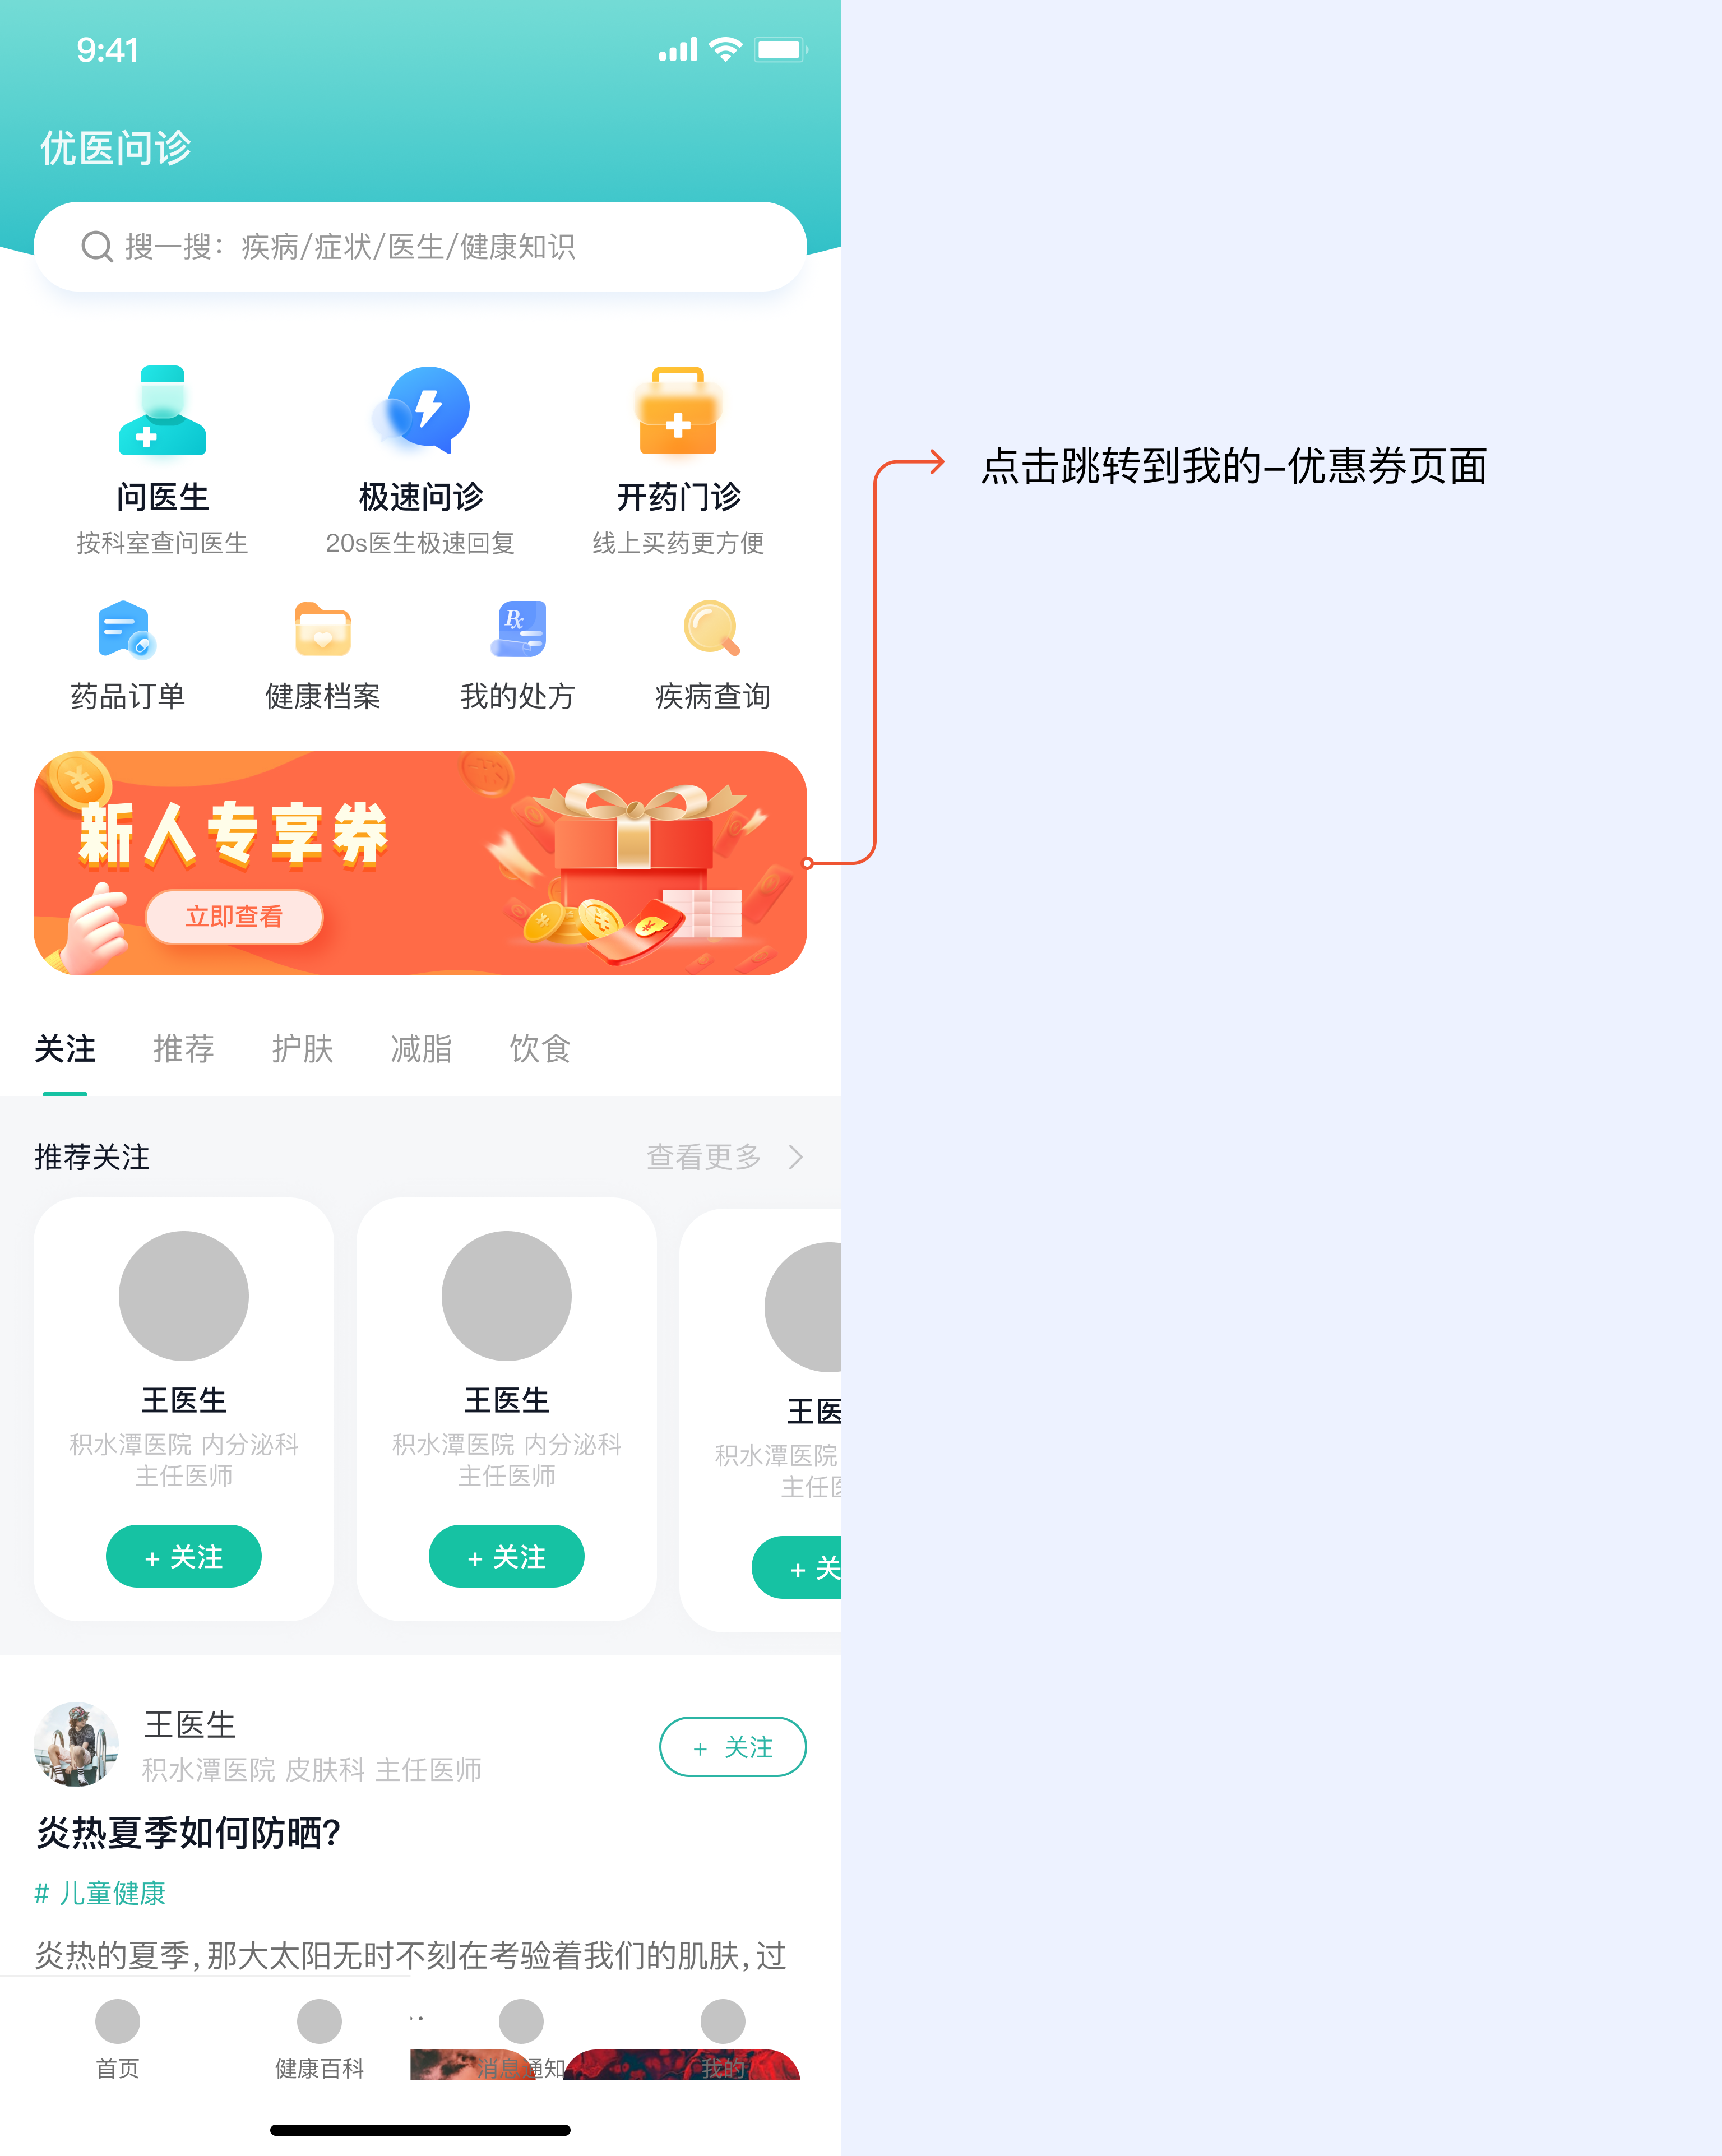 9:41
优医问诊
搜一搜：疾病/症状/医生/健康知识
问医生
极速问诊
开药门诊
按科室查问医生
20s医生极速回复
线上买药更方便
药品订单
健康档案
我的处方
疾病查询
新人专享券
立即查看
点击跳转到我的–优惠券页面
关注
推荐
护肤
减脂
饮食
推荐关注
查看更多
王医生
积水潭医院 内分泌科
主任医师
+ 关注
王医生
积水潭医院 内分泌科
主任医师
+ 关注
王医
积水潭医院
主任医
+ 关
王医生
积水潭医院 皮肤科 主任医师
+ 关注
炎热夏季如何防晒?
# 儿童健康
炎热的夏季,那大太阳无时不刻在考验着我们的肌肤,过
首页
健康百科
消息通知
我的